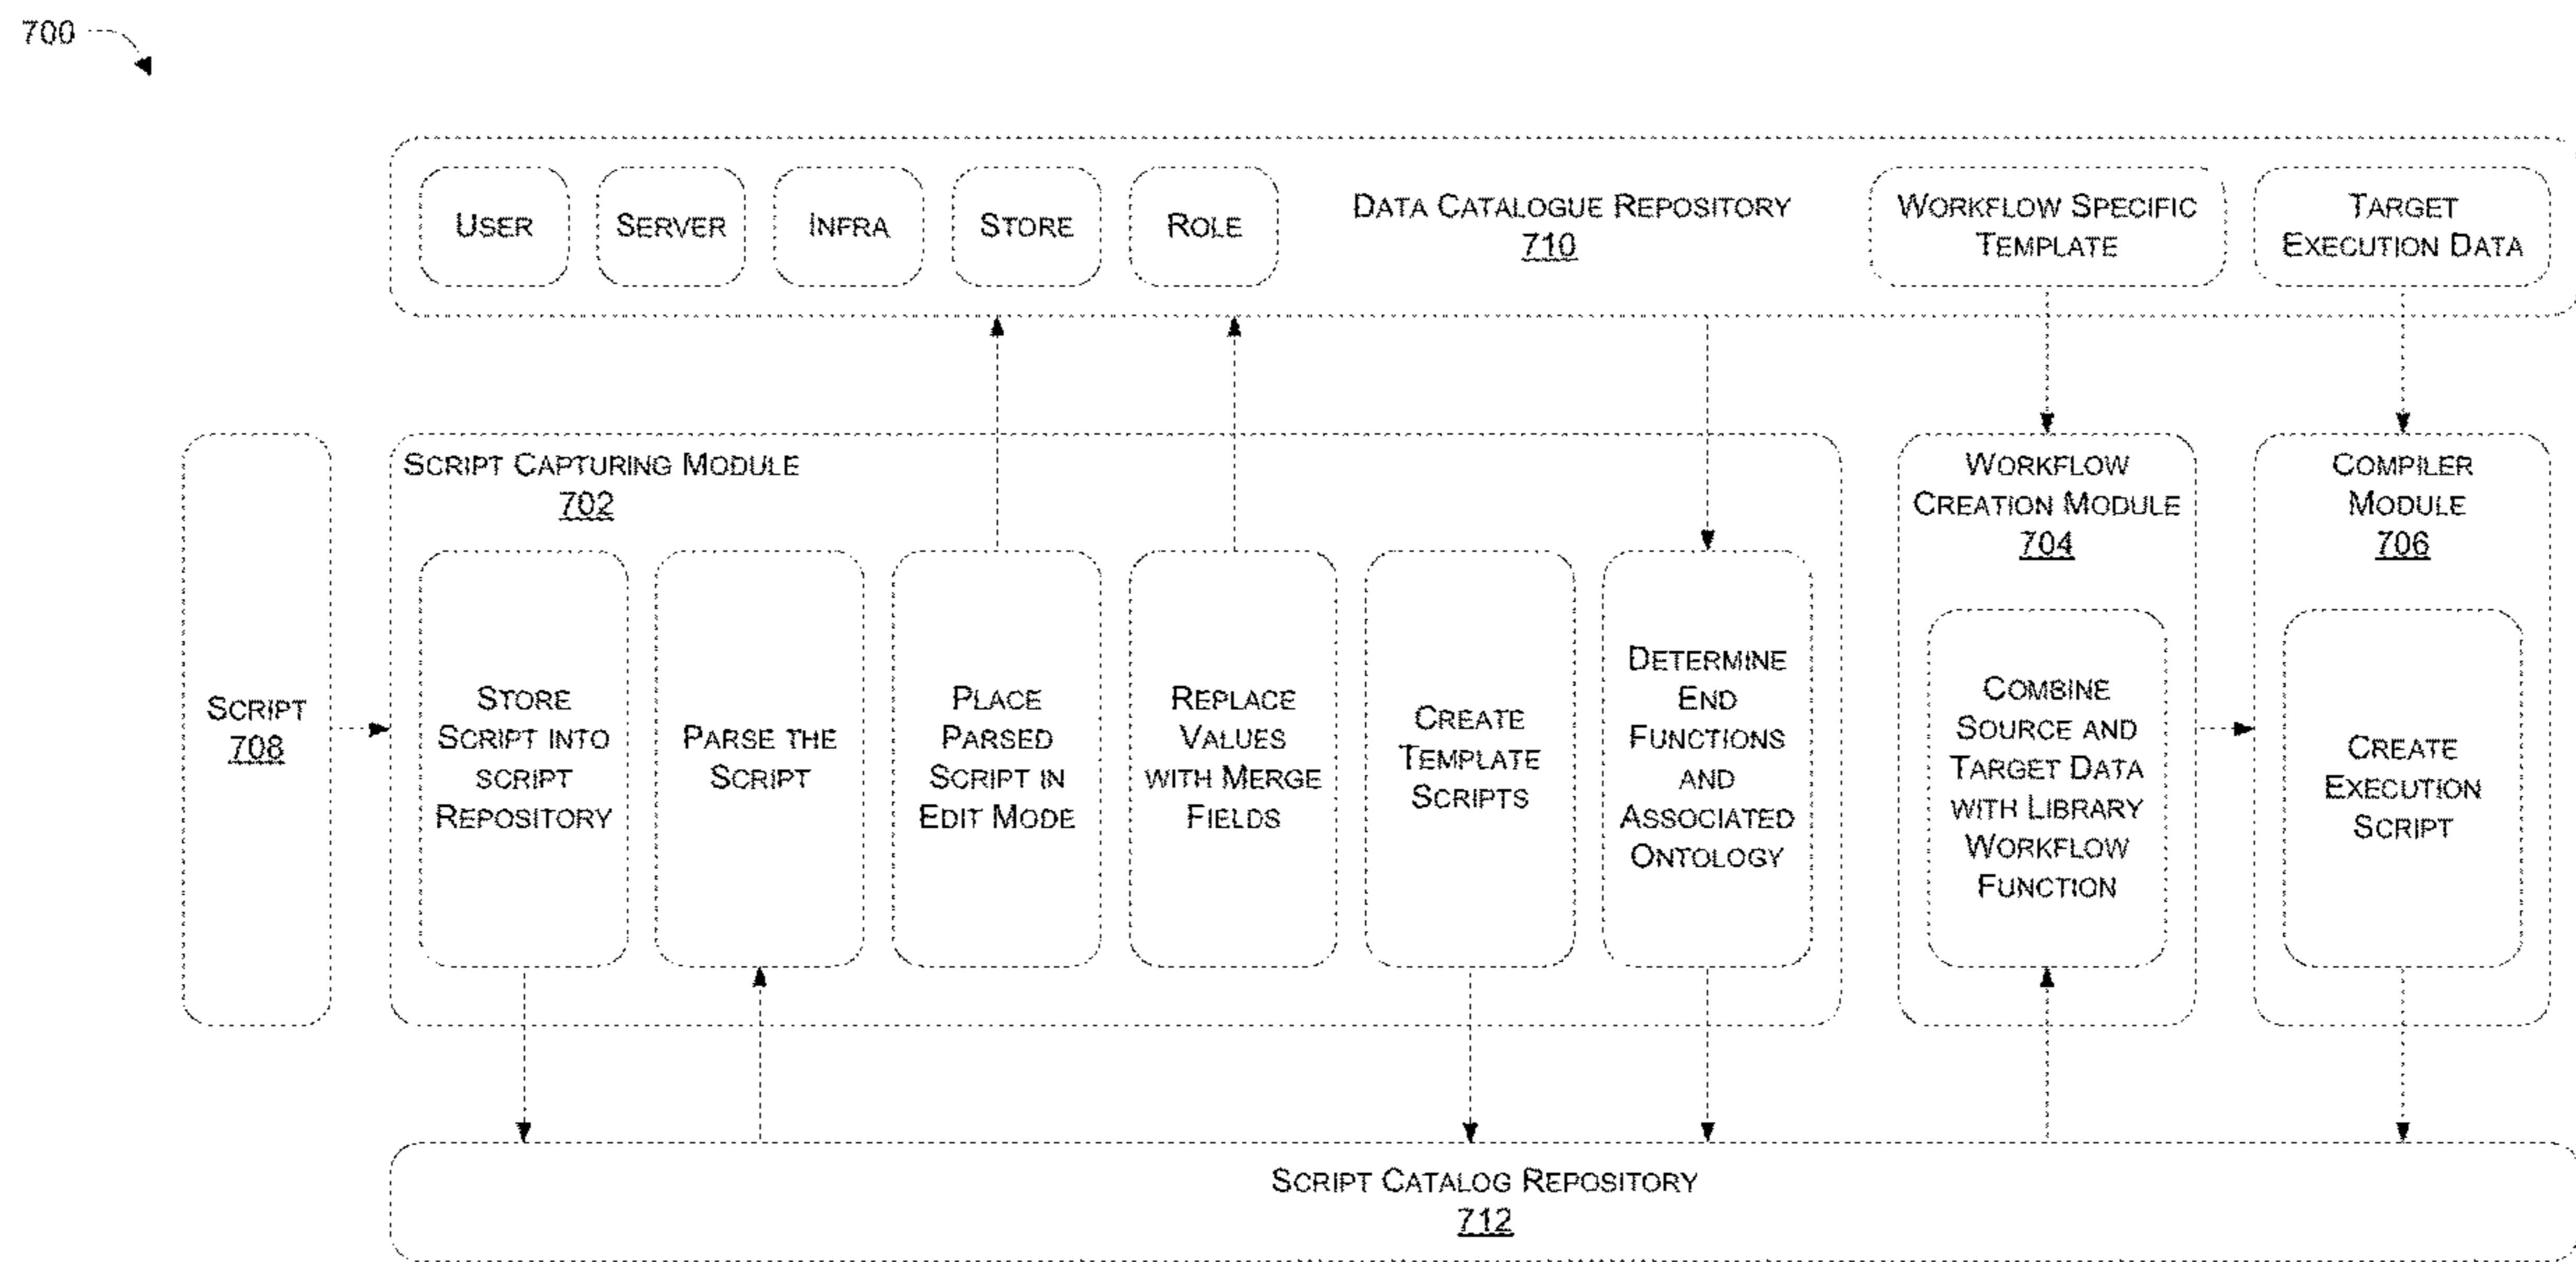 700
USER
SERVER
INFRA
STORE
ROLE
DATA CATALOGUE REPOSITORY
710
WORKFLOW SPECIFIC
TEMPLATE
TARGET
EXECUTION DATA
SCRIPT
708
SCRIPT CAPTURING MODULE
702
STORE
SCRIPT INTO
SCRIPT
REPOSITORY
PARSE THE
SCRIPT
PLACE
PARSED
SCRIPT IN
EDIT MODE
REPLACE
VALUES
WITH MERGE
FIELDS
CREATE
TEMPLATE
SCRIPTS
DETERMINE
END
FUNCTIONS
AND
ASSOCIATED
ONTOLOGY
WORKFLOW
CREATION MODULE
704
COMBINE
SOURCE AND
TARGET DATA
WITH LIBRARY
WORKFLOW
FUNCTION
COMPILER
MODULE
706
CREATE
EXECUTION
SCRIPT
SCRIPT CATALOG REPOSITORY
712